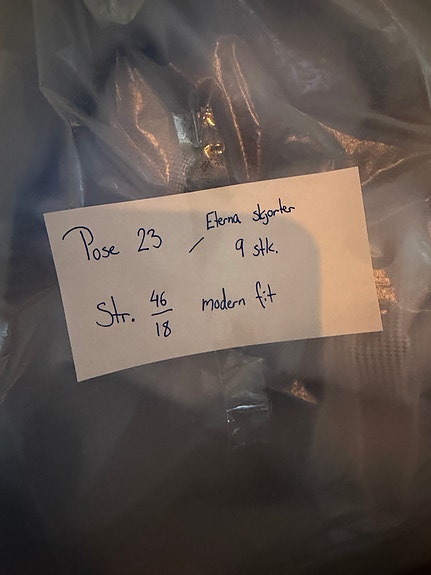 Pose 23 / Eterna skjorter
9 stk.
Str. 46/18 modern fit